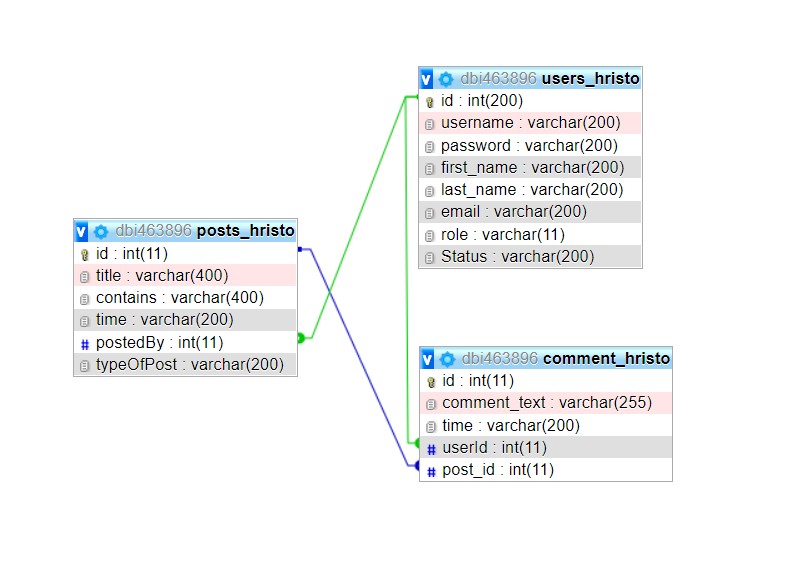 dbi463896 users_hristo
id : int(200)
username : varchar(200)
password : varchar(200)
first_name : varchar(200)
last_name : varchar(200)
email : varchar(200)
role : varchar(11)
Status : varchar(200)
dbi463896 posts_hristo
id : int(11)
title : varchar(400)
contains : varchar(400)
time : varchar(200)
# postedBy : int(11)
typeOfPost : varchar(200)
dbi463896 comment_hristo
id : int(11)
comment_text : varchar(255)
time : varchar(200)
# userId : int(11)
# post_id : int(11)